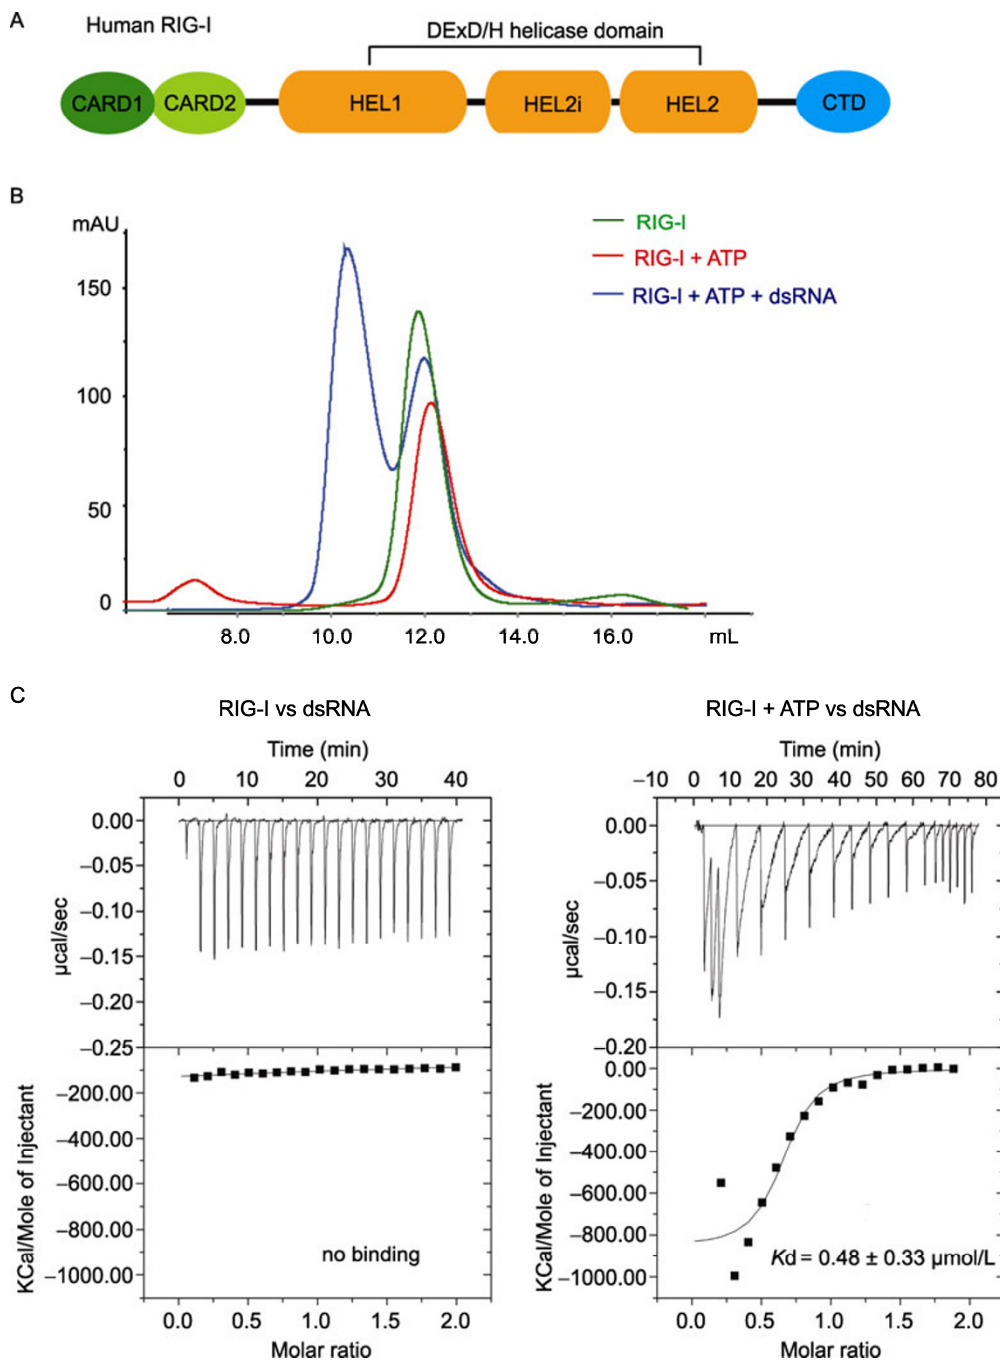 A
Human RIG-I
DExD/H helicase domain
CARD1 CARD2 HEL1 HEL2i HEL2 CTD
B
mAU
150
100
50
0
8.0 10.0 12.0 14.0 16.0 mL
RIG-I
RIG-I + ATP
RIG-I + ATP + dsRNA
C
RIG-I vs dsRNA
Time (min)
0 10 20 30 40
µcal/sec
0.00
−0.05
−0.10
−0.15
−0.20
−0.25
KCal/Mole of Injectant
−200.00
−400.00
−600.00
−800.00
−1000.00
no binding
0.0 0.5 1.0 1.5 2.0
Molar ratio
RIG-I + ATP vs dsRNA
Time (min)
−10 0 10 20 30 40 50 60 70 80
µcal/sec
0.00
−0.05
−0.10
−0.15
−0.20
KCal/Mole of Injectant
0.00
−200.00
−400.00
−600.00
−800.00
−1000.00
Kd = 0.48 ± 0.33 µmol/L
0.0 0.5 1.0 1.5 2.0
Molar ratio